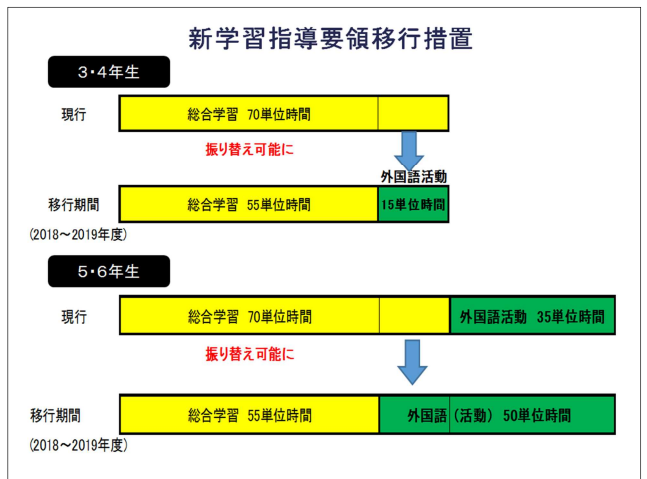 新学習指導要領移行措置
3・4年生
現行
総合学習 70単位時間
振り替え可能に
外国語活動
移行期間
総合学習 55単位時間
15単位時間
(2018～2019年度)
5・6年生
現行
総合学習 70単位時間
外国語活動 35単位時間
振り替え可能に
移行期間
総合学習 55単位時間
外国語(活動) 50単位時間
(2018～2019年度)